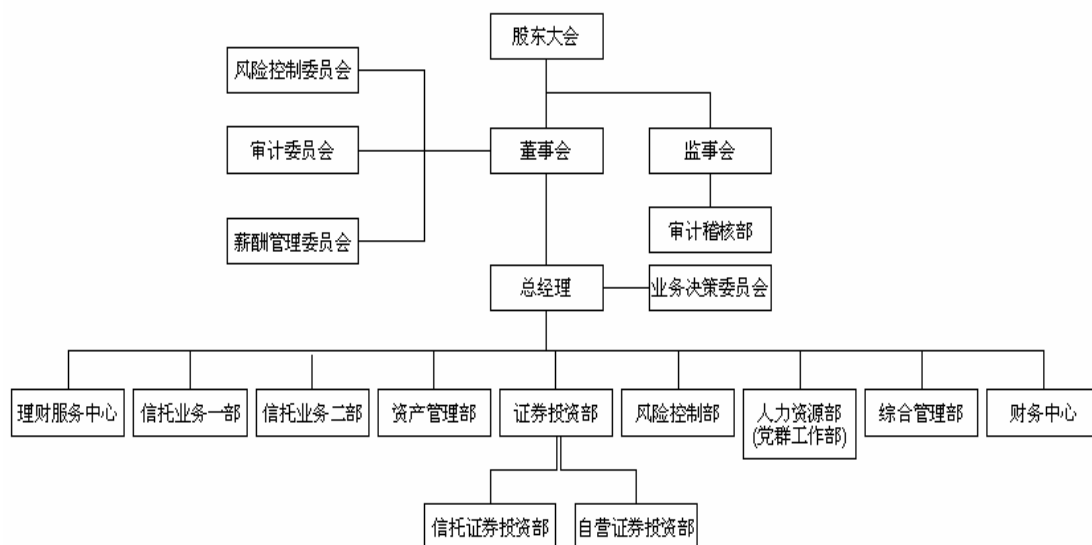 股东大会
风险控制委员会
审计委员会
董事会
监事会
薪酬管理委员会
审计稽核部
总经理
业务决策委员会
理财服务中心
信托业务一部
信托业务二部
资产管理部
证券投资部
风险控制部
人力资源部
(党群工作部)
综合管理部
财务中心
信托证券投资部
自营证券投资部